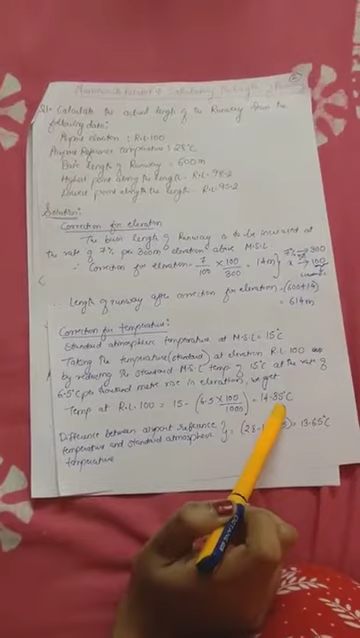 Q1. Calculate the actual length of the Runway from the
following data:
Airport elevation : R.L. 100
Airport Reference temperature : 28°C
Basic length of Runway = 600m
Highest point along the length - R.L. 98.2
Lowest point along the length R.L. 95.2
Solution:
Correction for elevation
The basic length of Runway is to be increased at
the rate of 7% per 300m elevation above M.S.L
∴ Correction for elevation = 7/100 × 100/300 × = 14m } 7% → 300
x → 100
Length of runway after correction for elevation = (600+14)
= 614m
Correction for temperature:
Standard atmospheric temperature at M.S.L = 15°C
Taking the temperature (standard) at elevation R.L. 100
by reducing the standard M.S.L temp of 15°C at the rate of
6.5°C per thousand metre rise in elevation, we get
Temp at R.L. 100 = 15 - (6.5 × 100/1000) = 14.35°C
Difference between airport reference } = (28-1 = 13.65°C
temperature and standard atmospheric
temperature